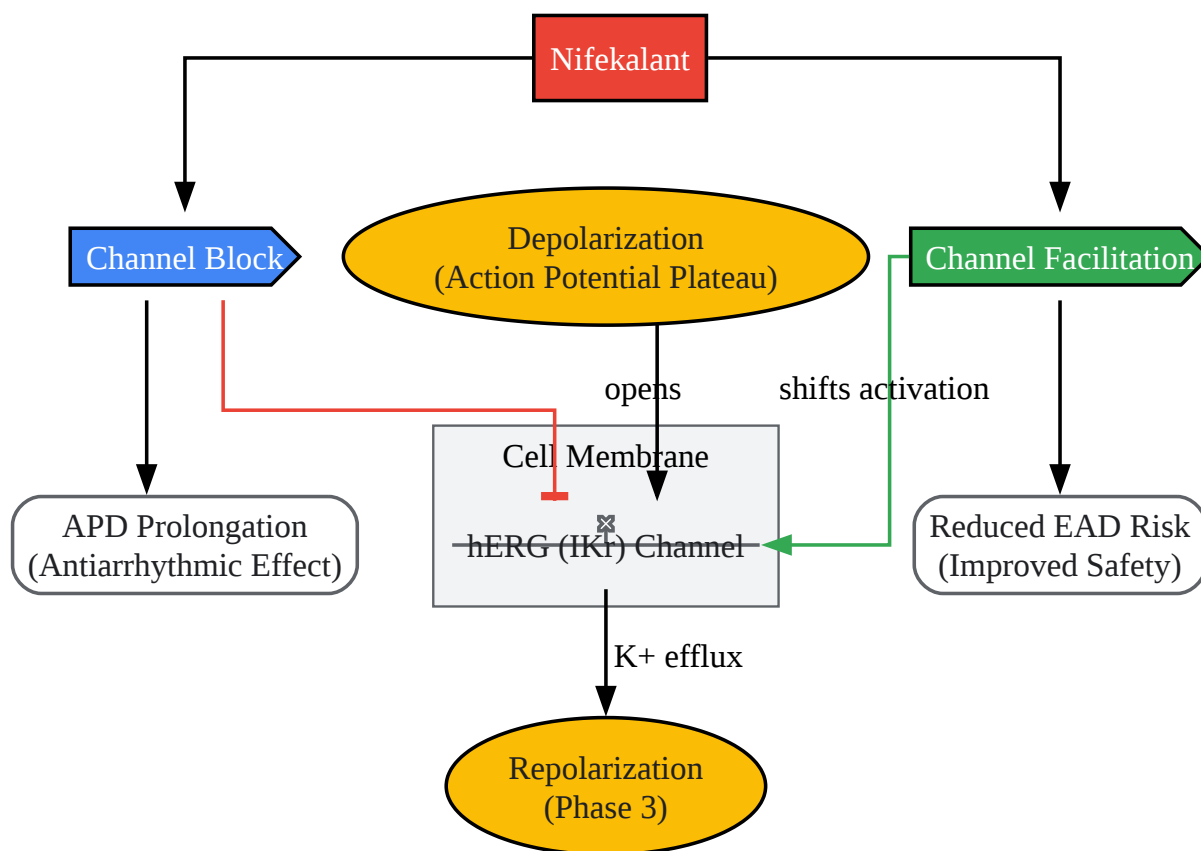 Nifekalant
Channel Block
Depolarization
(Action Potential Plateau)
Channel Facilitation
opens
shifts activation
Cell Membrane
APD Prolongation
(Antiarrhythmic Effect)
hERG (IKr) Channel
Reduced EAD Risk
(Improved Safety)
K+ efflux
Repolarization
(Phase 3)